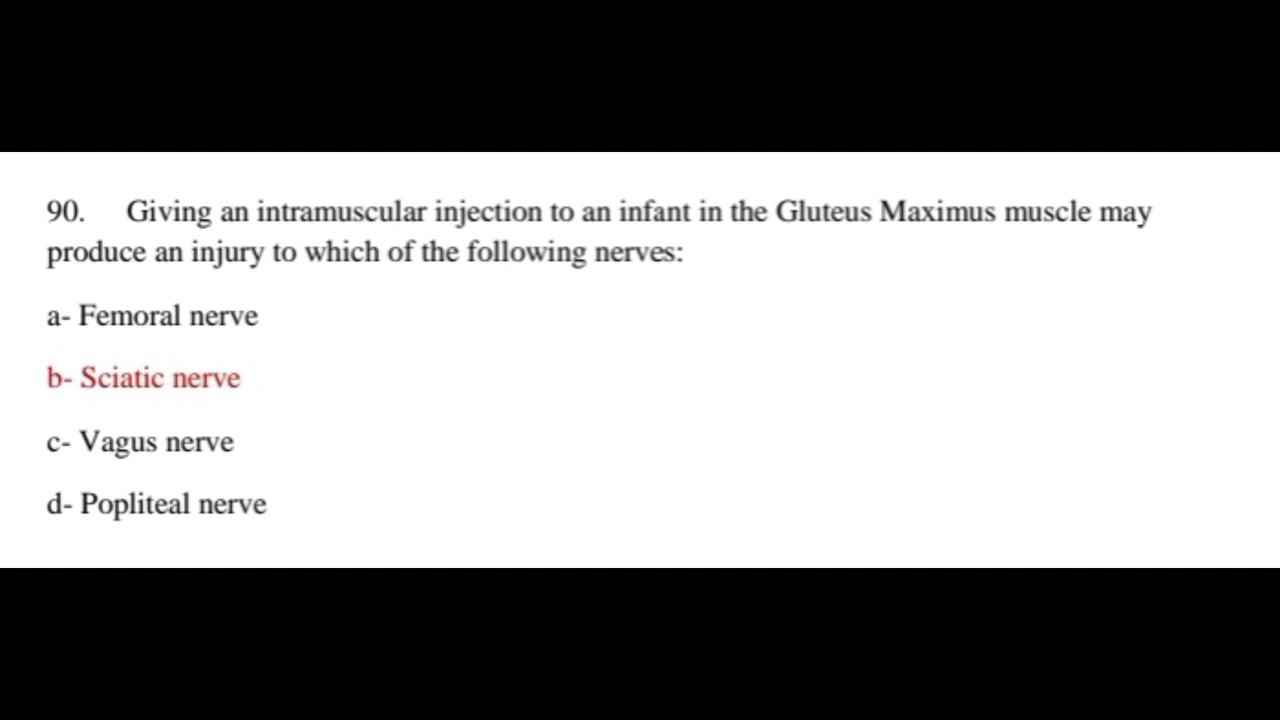 90. Giving an intramuscular injection to an infant in the Gluteus Maximus muscle may
produce an injury to which of the following nerves:
a- Femoral nerve
b- Sciatic nerve
c- Vagus nerve
d- Popliteal nerve